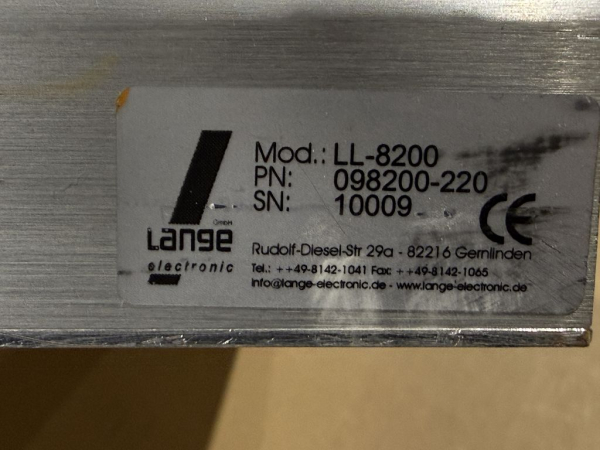 Mod.: LL-8200
PN: 098200-220
SN: 10009
GmbH
Lange
electronic
CE
Rudolf-Diesel-Str 29a - 82216 Gernlinden
Tel.: ++49-8142-1041 Fax: ++49-8142-1065
info@lange-electronic.de - www.lange-electronic.de